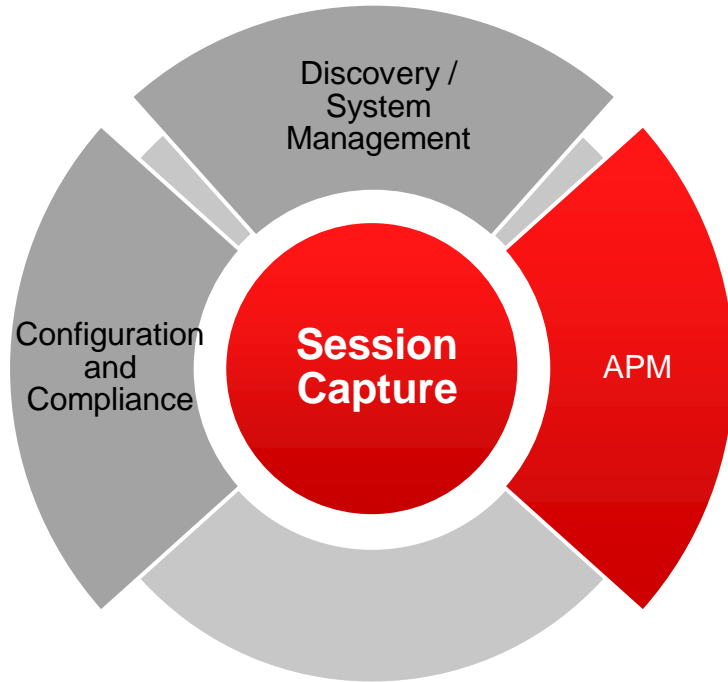 Discovery /
System
Management
Configuration
and
Compliance
Session
Capture
APM